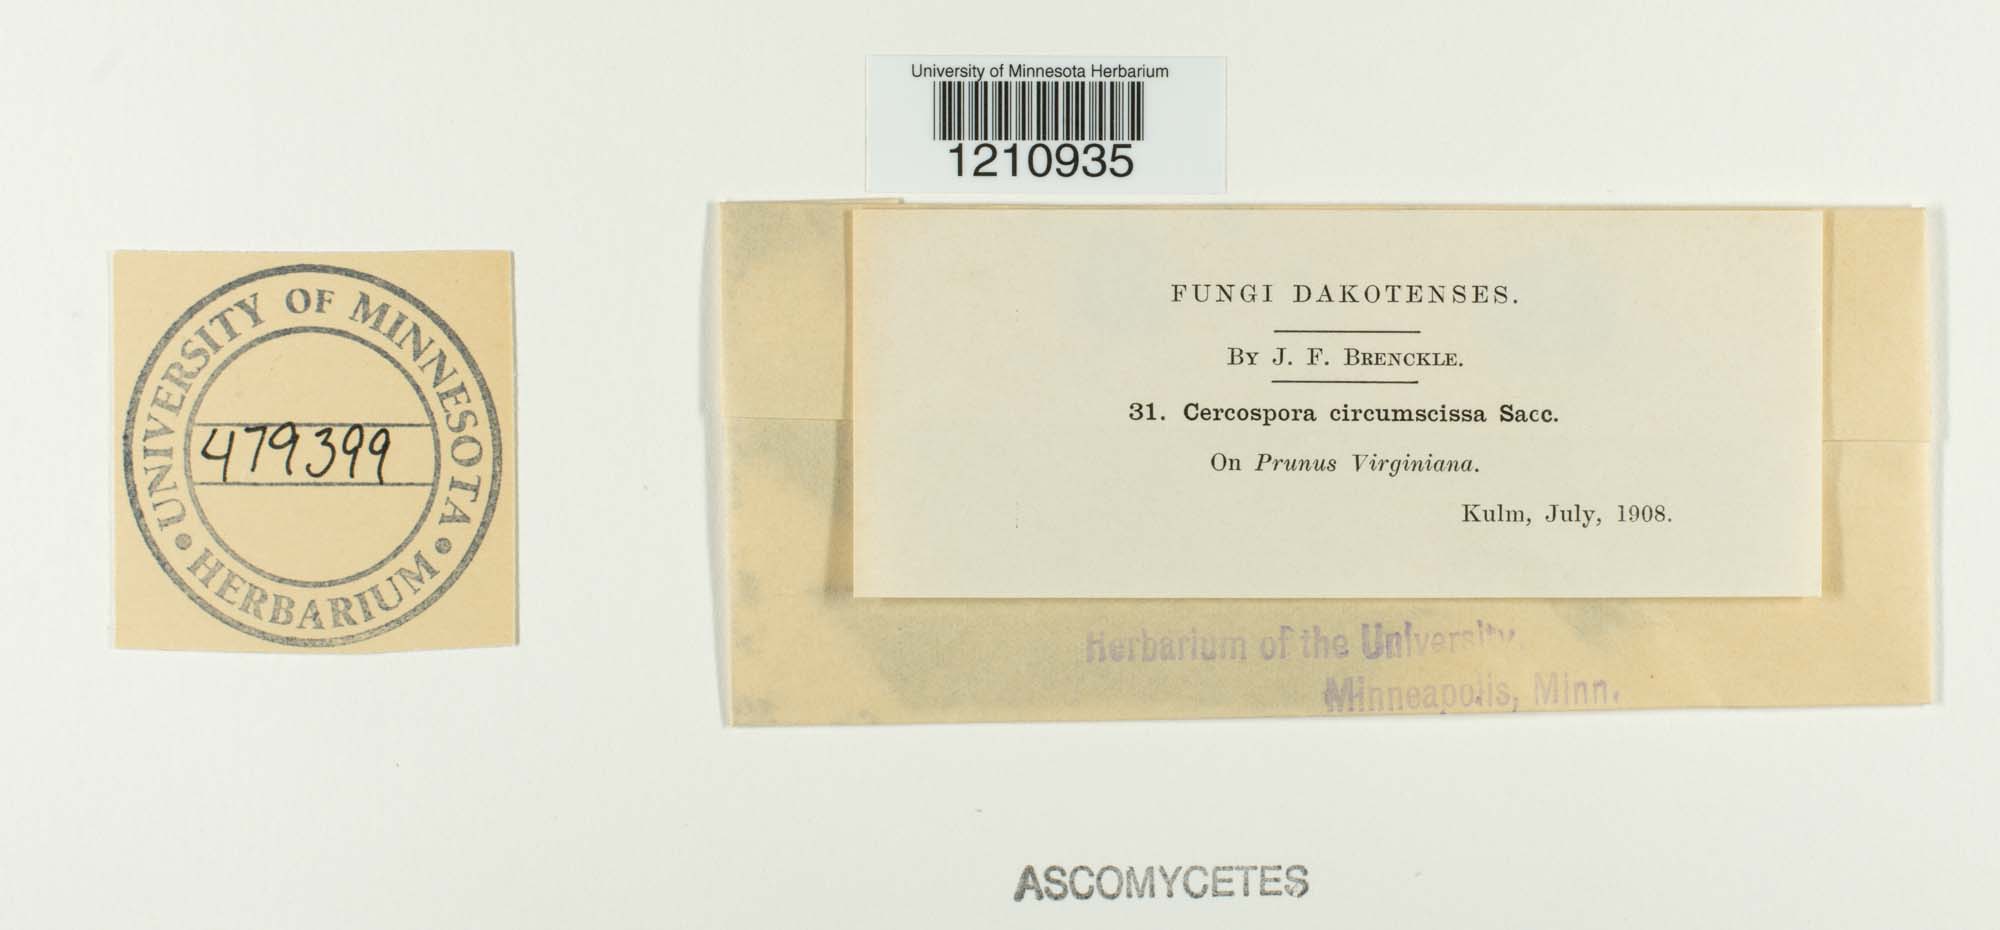 University of Minnesota Herbarium
1210935
UNIVERSITY OF MINNESOTA
479399
• HERBARIUM •
FUNGI DAKOTENSES.
By J. F. Brenckle.
31. Cercospora circumscissa Sacc.
On Prunus Virginiana.
Kulm, July, 1908.
Herbarium of the University,
Minneapolis, Minn.
ASCOMYCETES